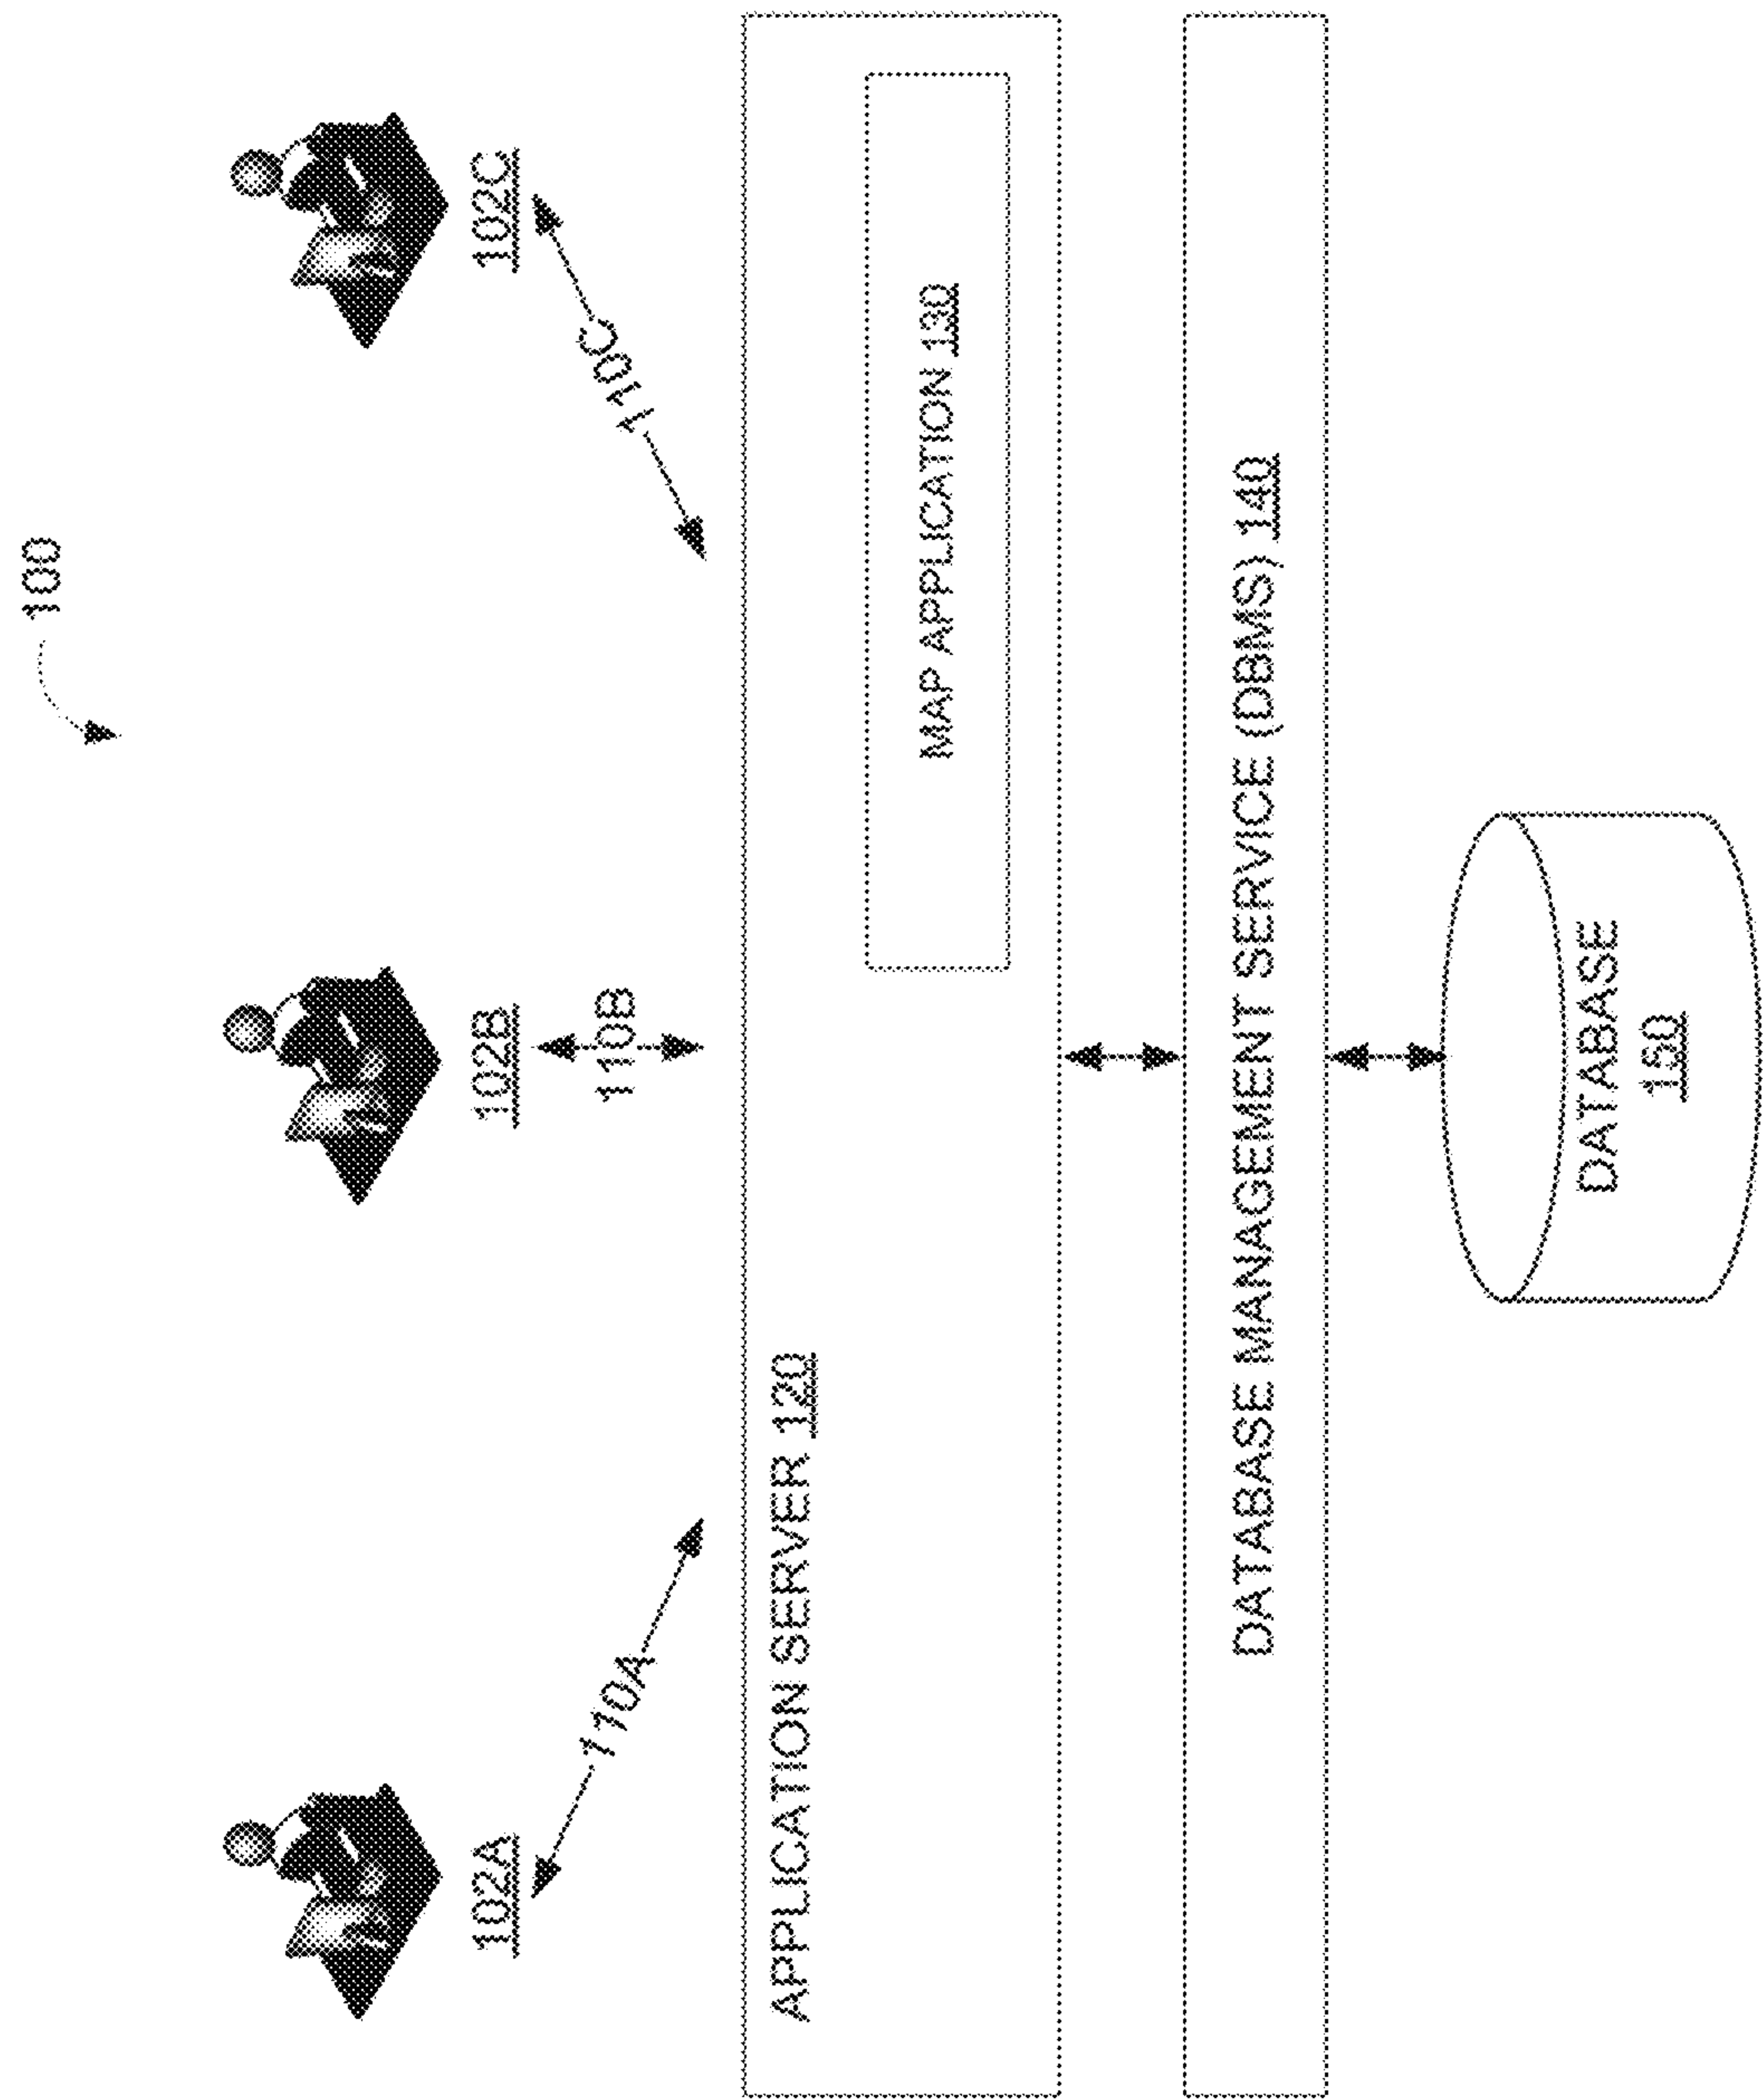 100
102A
102B
102C
110A
110B
110C
APPLICATION SERVER 120
MAP APPLICATION 130
DATABASE MANAGEMENT SERVICE (DBMS) 140
DATABASE
150